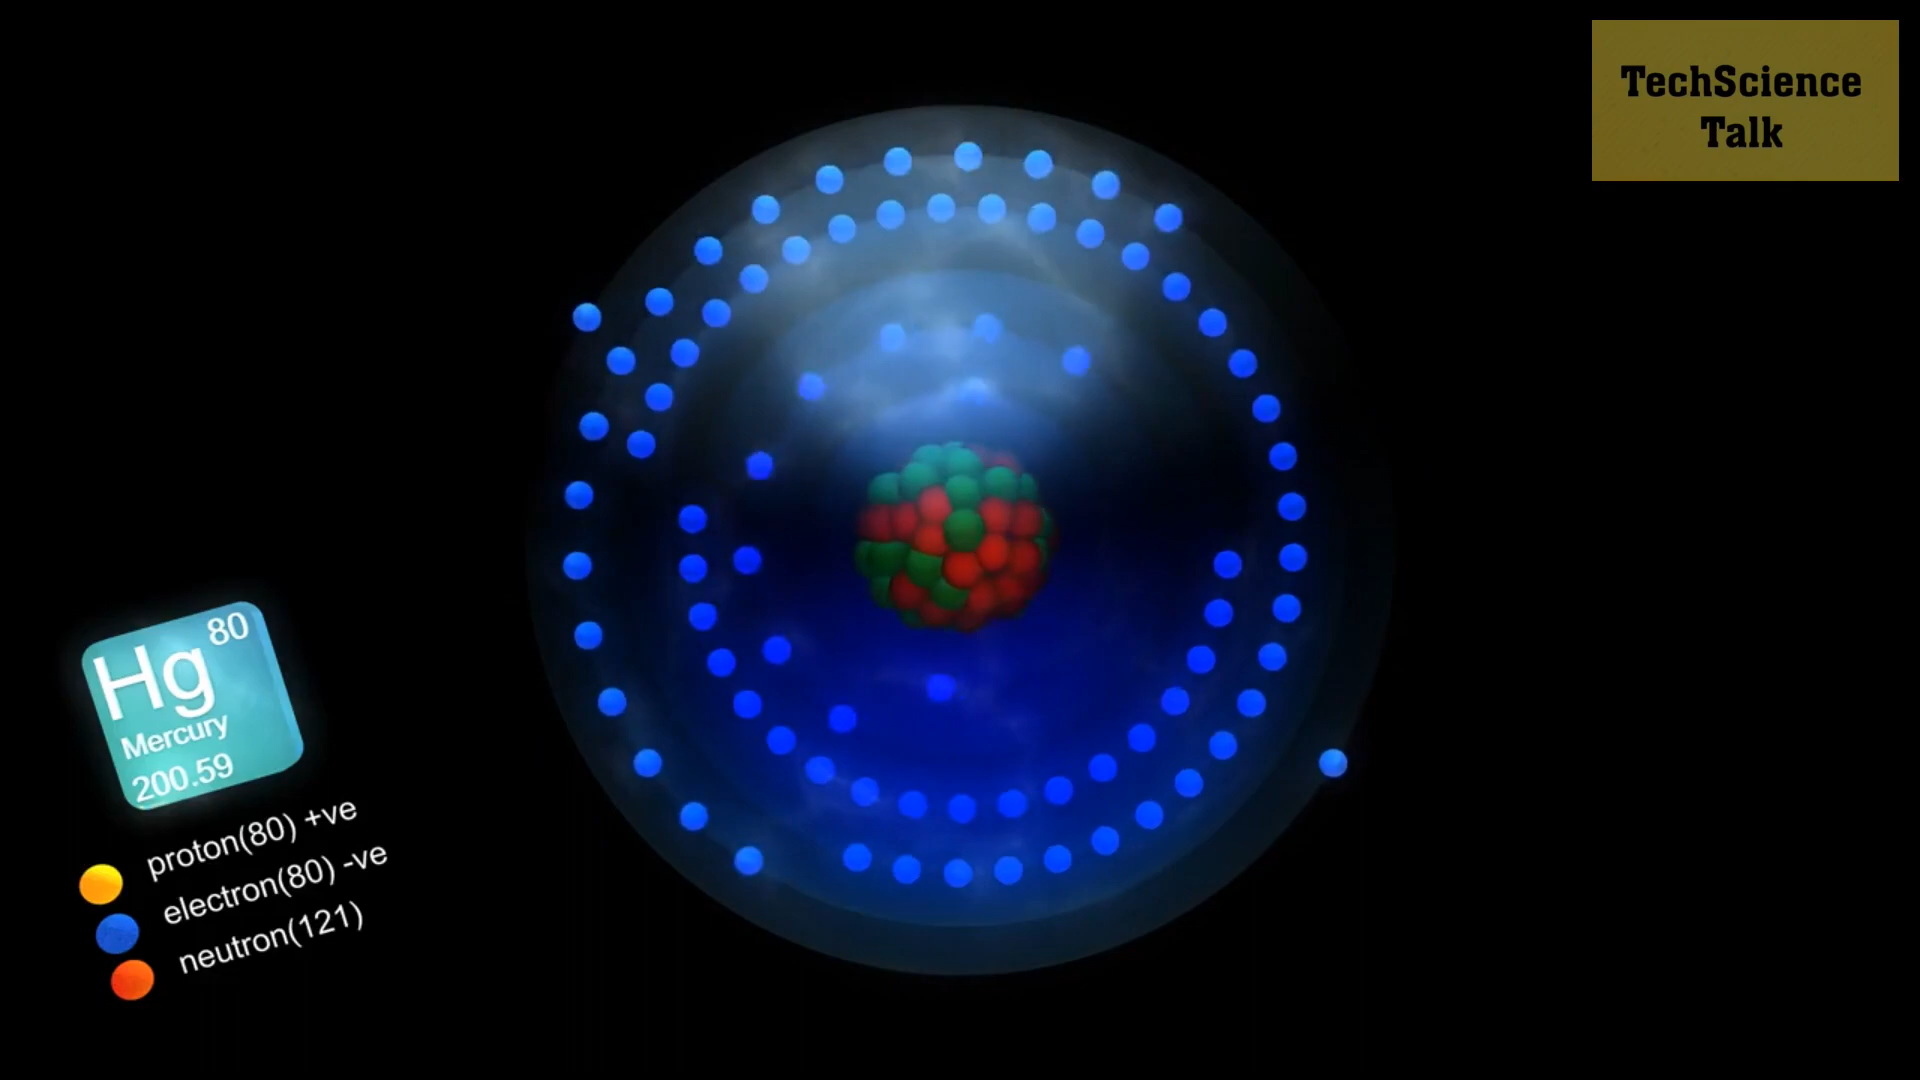 TechScience
Talk
80
Hg
Mercury
200.59
proton(80) +ve
electron(80) -ve
neutron(121)